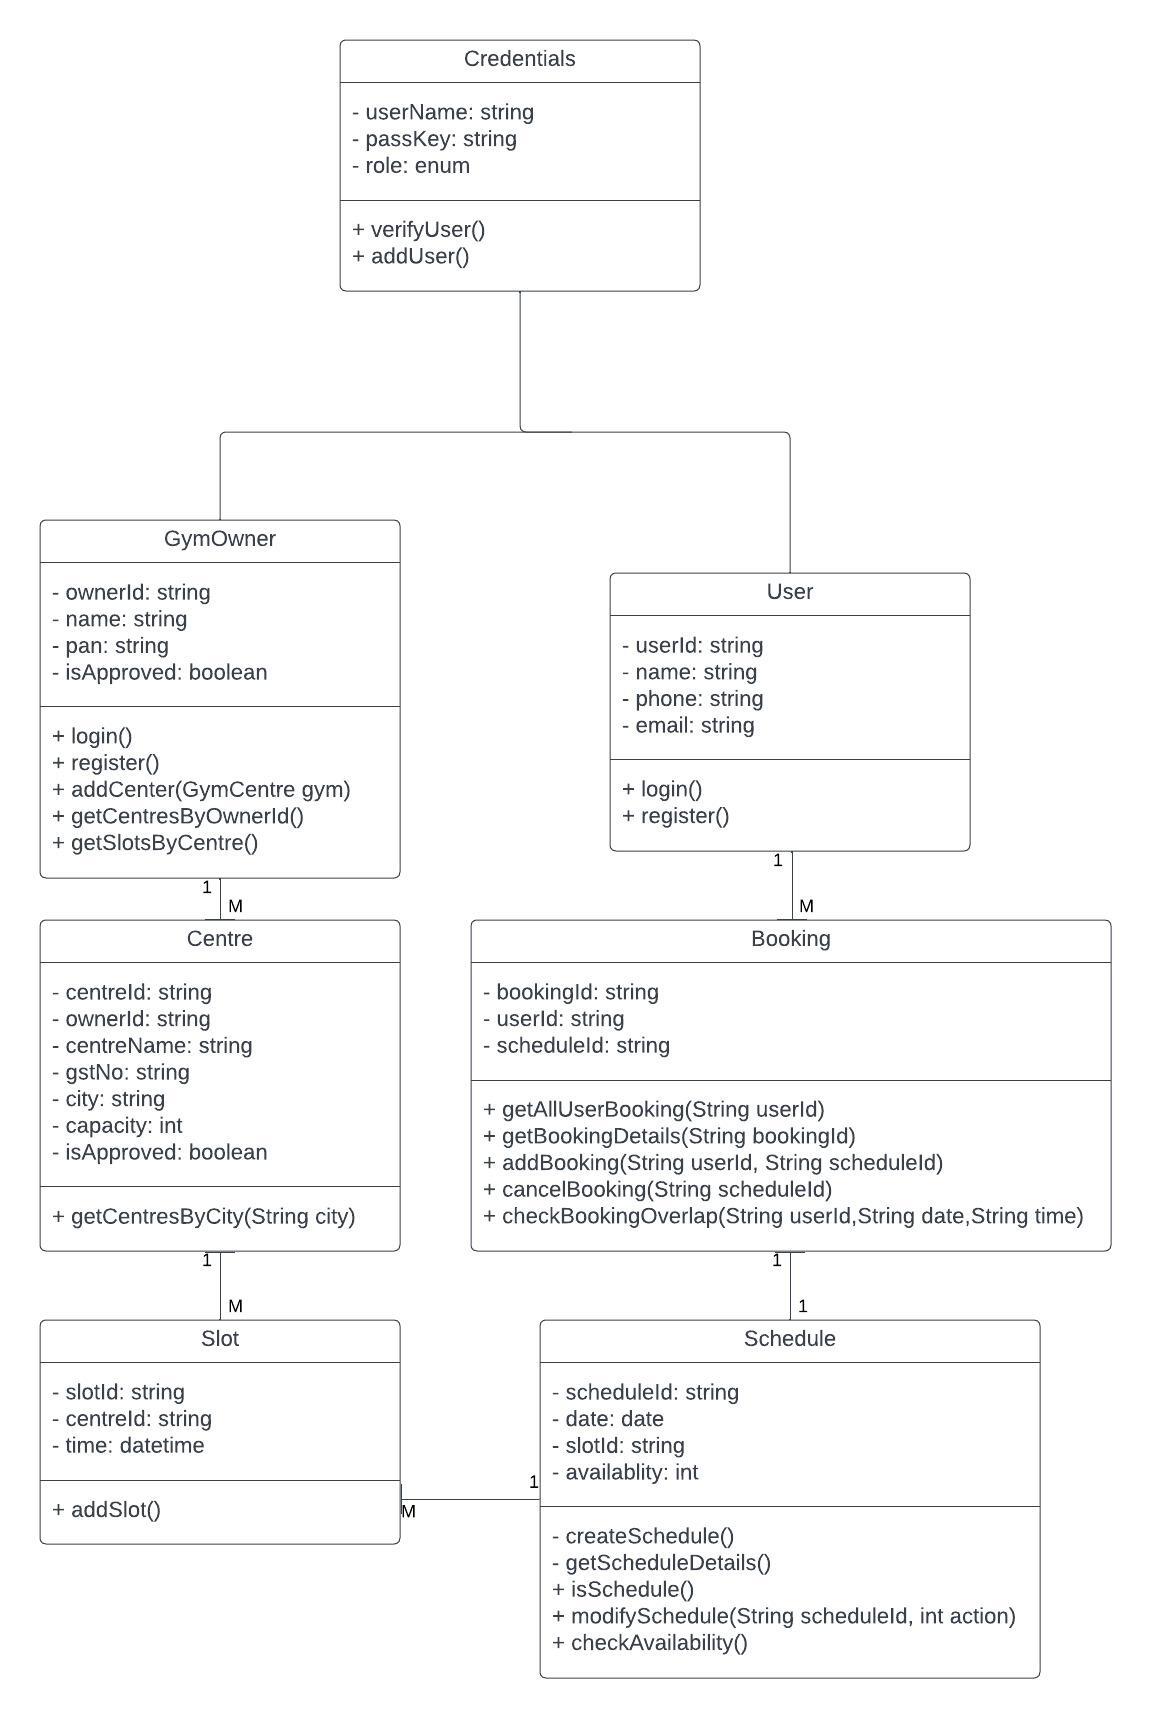 Credentials
- userName: string
- passKey: string
- role: enum
+ verifyUser()
+ addUser()
GymOwner
- ownerId: string
- name: string
- pan: string
- isApproved: boolean
+ login()
+ register()
+ addCenter(GymCentre gym)
+ getCentresByOwnerId()
+ getSlotsByCentre()
User
- userId: string
- name: string
- phone: string
- email: string
+ login()
+ register()
1
M
1
M
Centre
- centreId: string
- ownerId: string
- centreName: string
- gstNo: string
- city: string
- capacity: int
- isApproved: boolean
+ getCentresByCity(String city)
Booking
- bookingId: string
- userId: string
- scheduleId: string
+ getAllUserBooking(String userId)
+ getBookingDetails(String bookingId)
+ addBooking(String userId, String scheduleId)
+ cancelBooking(String scheduleId)
+ checkBookingOverlap(String userId,String date,String time)
1
M
1
1
Slot
- slotId: string
- centreId: string
- time: datetime
+ addSlot()
M
1
Schedule
- scheduleId: string
- date: date
- slotId: string
- availablity: int
- createSchedule()
- getScheduleDetails()
+ isSchedule()
+ modifySchedule(String scheduleId, int action)
+ checkAvailability()